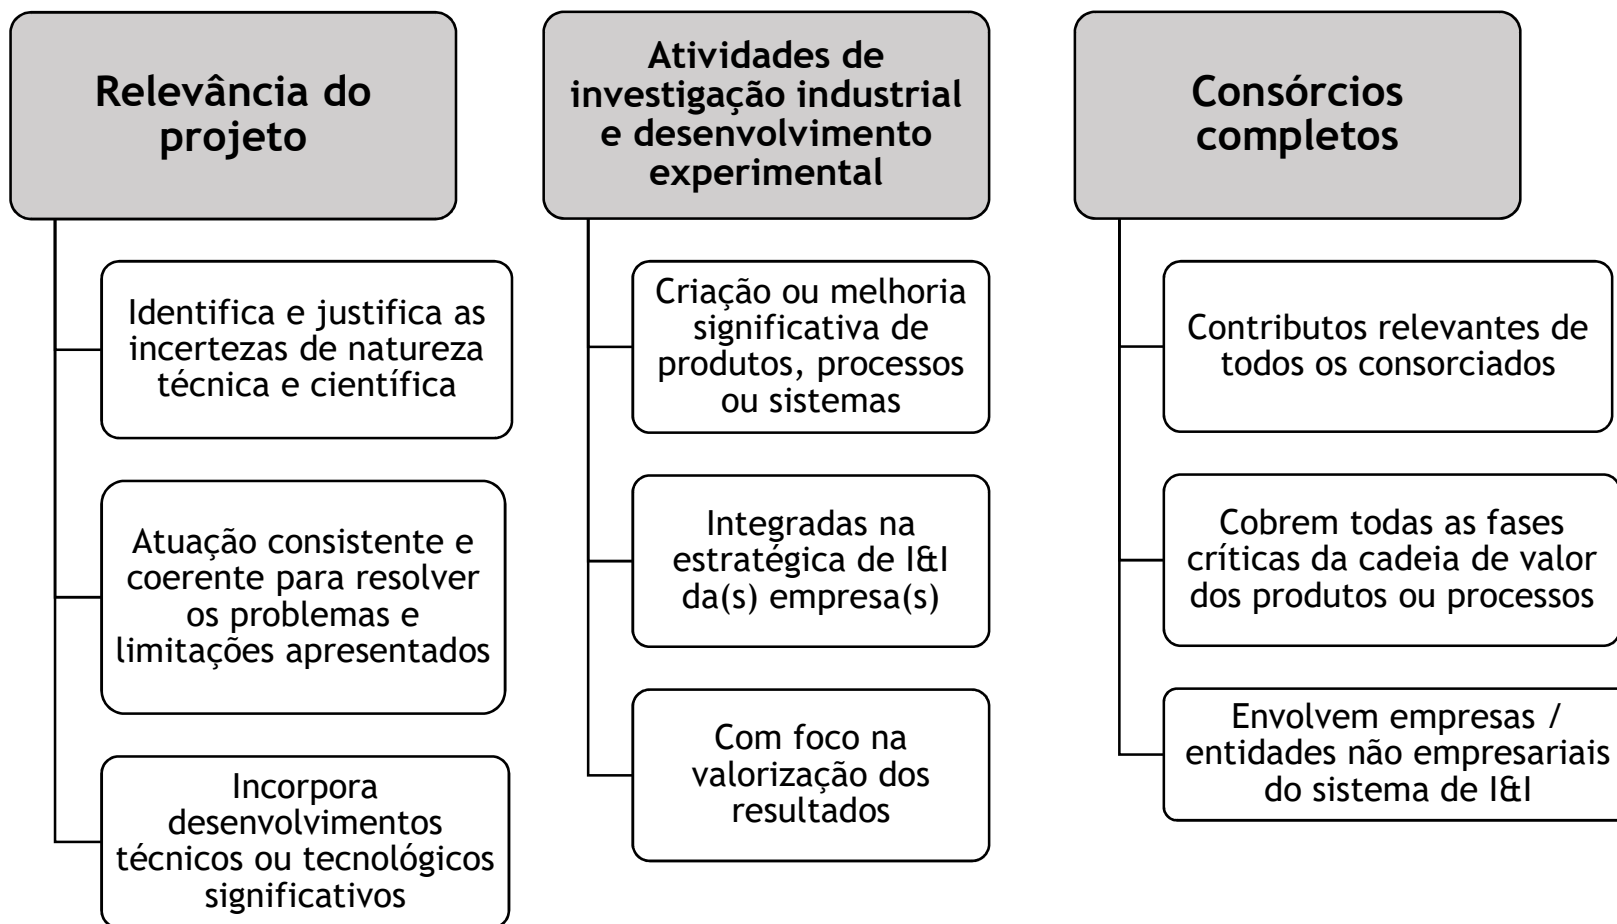 Relevância do
projeto
Identifica e justifica as
incertezas de natureza
técnica e científica
Atuação consistente e
coerente para resolver
os problemas e
limitações apresentados
Incorpora
desenvolvimentos
técnicos ou tecnológicos
significativos
Atividades de
investigação industrial
e desenvolvimento
experimental
Criação ou melhoria
significativa de
produtos, processos
ou sistemas
Integradas na
estratégica de I&I
da(s) empresa(s)
Com foco na
valorização dos
resultados
Consórcios
completos
Contributos relevantes de
todos os consorciados
Cobrem todas as fases
críticas da cadeia de valor
dos produtos ou processos
Envolvem empresas /
entidades não empresariais
do sistema de I&I